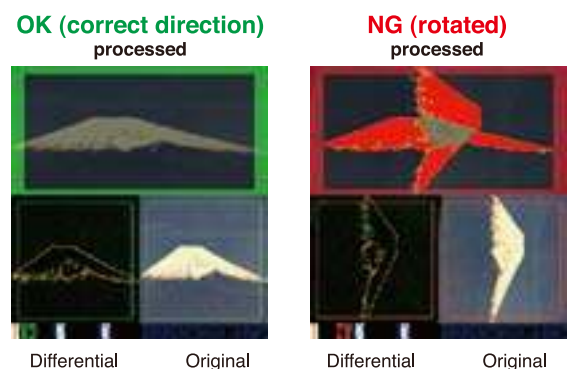 OK (correct direction)
processed
NG (rotated)
processed
Differential
Original
Differential
Original